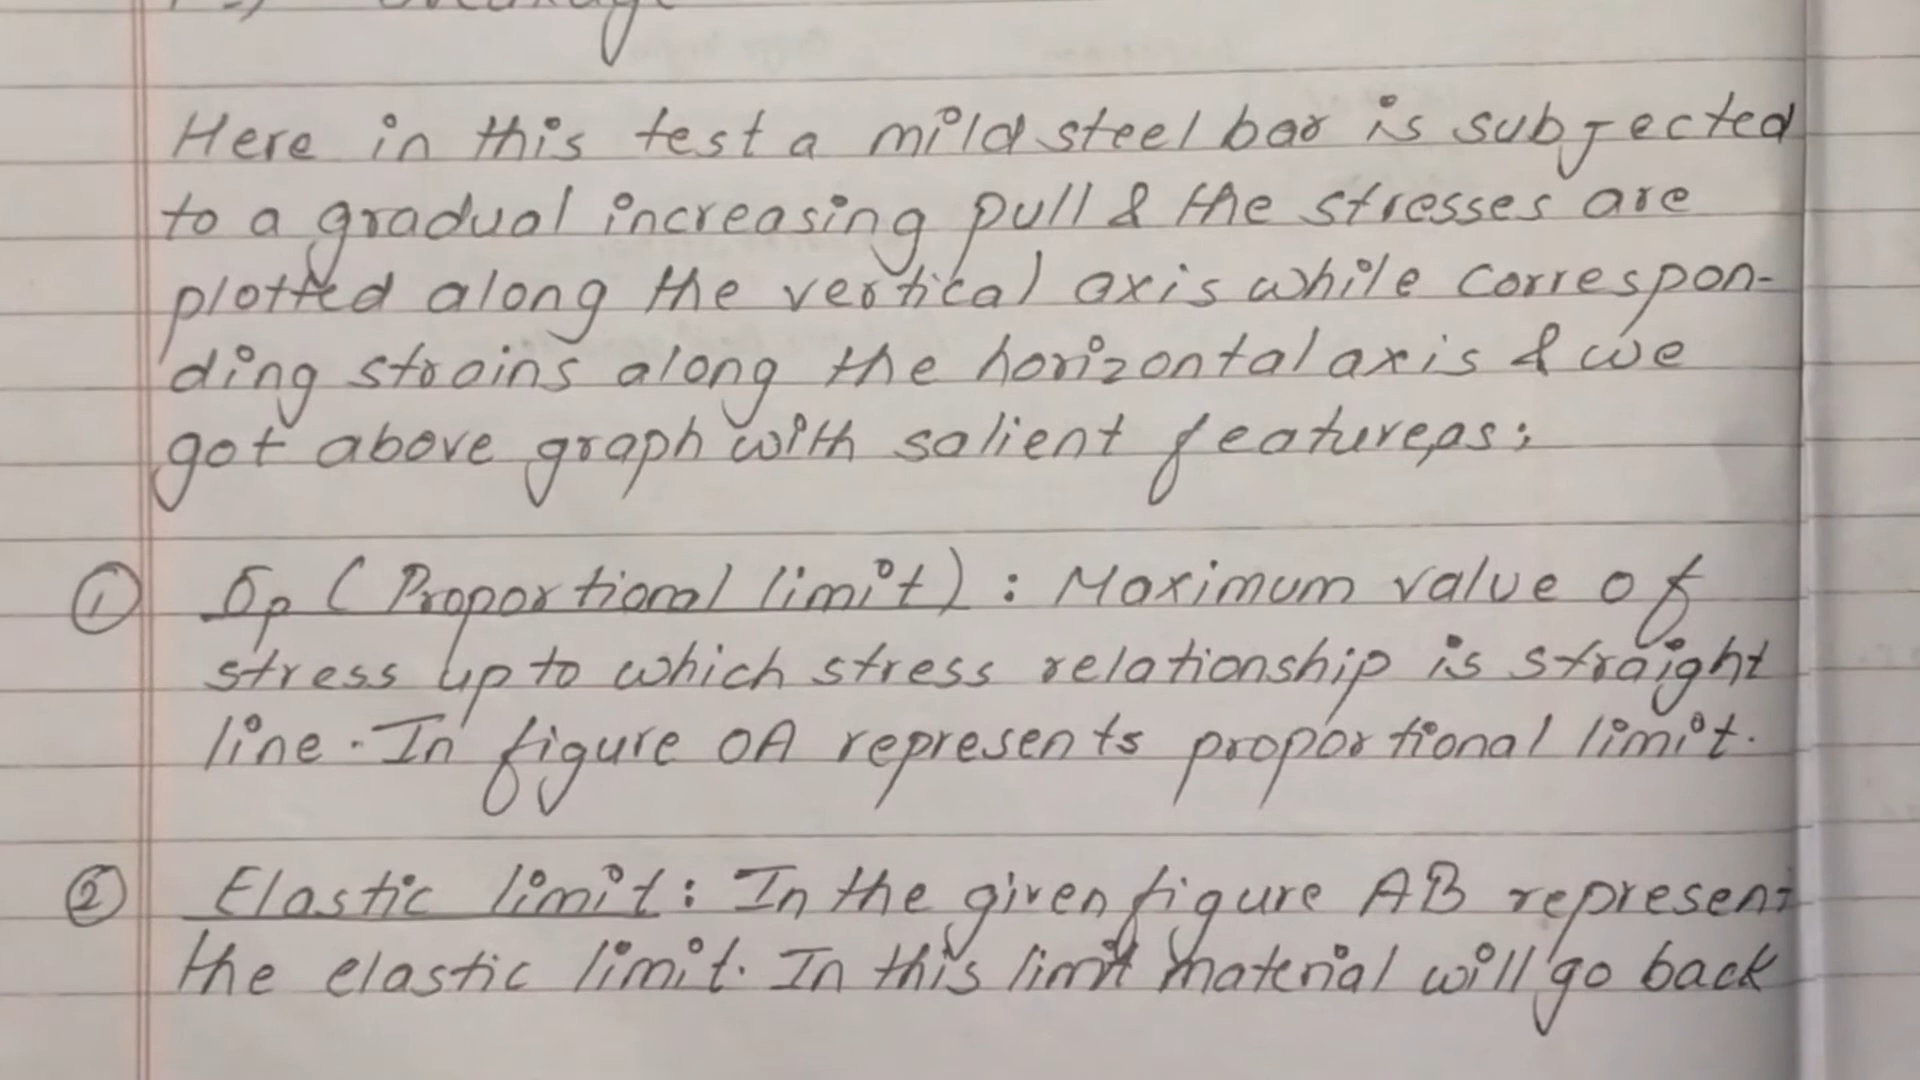 Here in this test a mild steel bar is subjected
to a gradual increasing pull & the stresses are
plotted along the vertical axis while correspon-
ding strains along the horizontal axis & we
got above graph with salient featureps:
① σp (Proportional limit) : Maximum value of
stress up to which stress relationship is straight
line. In figure OA represents proportional limit.
② Elastic limit: In the given figure AB represent
the elastic limit. In this limit material will go back